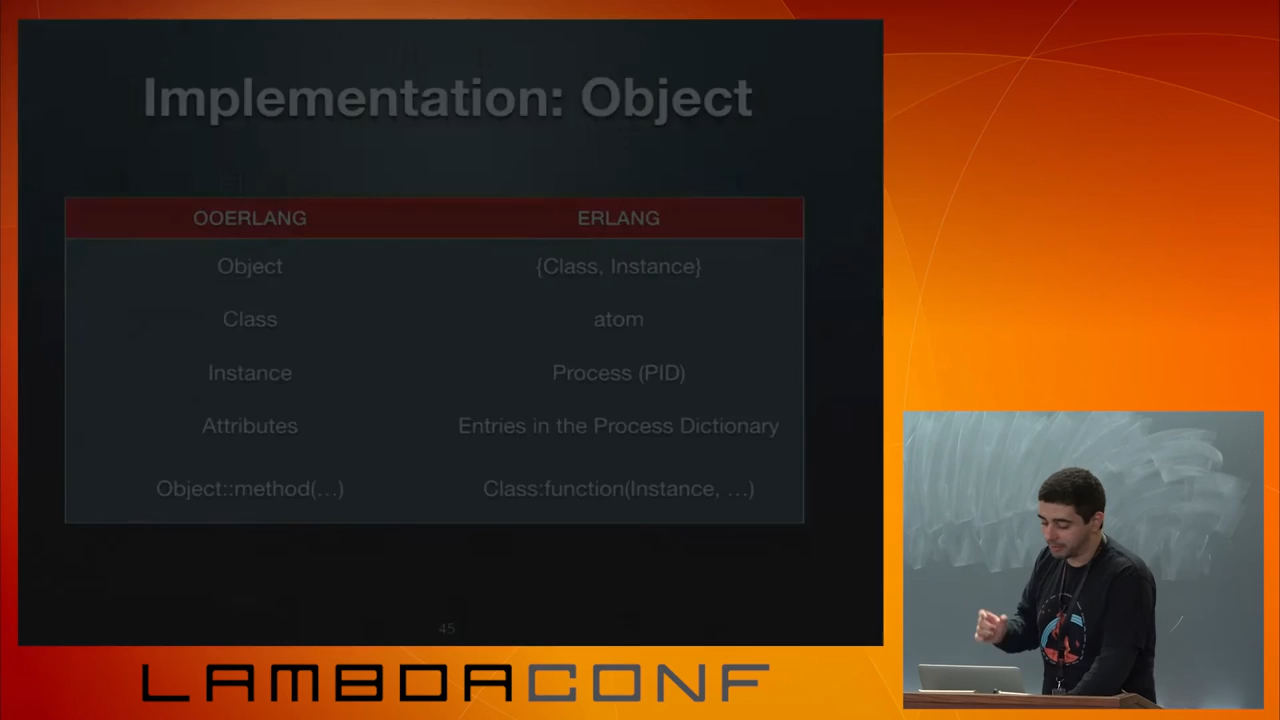 Implementation: Object
OOERLANG ERLANG
Object {Class, Instance}
Class atom
Instance Process (PID)
Attributes Entries in the Process Dictionary
Object::method(…) Class:function(Instance, …)
45
LAMBDACONF